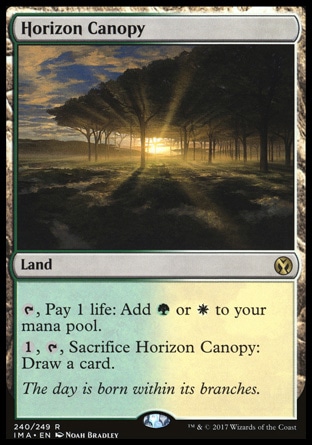 Horizon Canopy
Land
, Pay 1 life: Add or to your
mana pool.
1, , Sacrifice Horizon Canopy:
Draw a card.
The day is born within its branches.
240/249 R
IMA • EN Noah Bradley
™ & © 2017 Wizards of the Coast